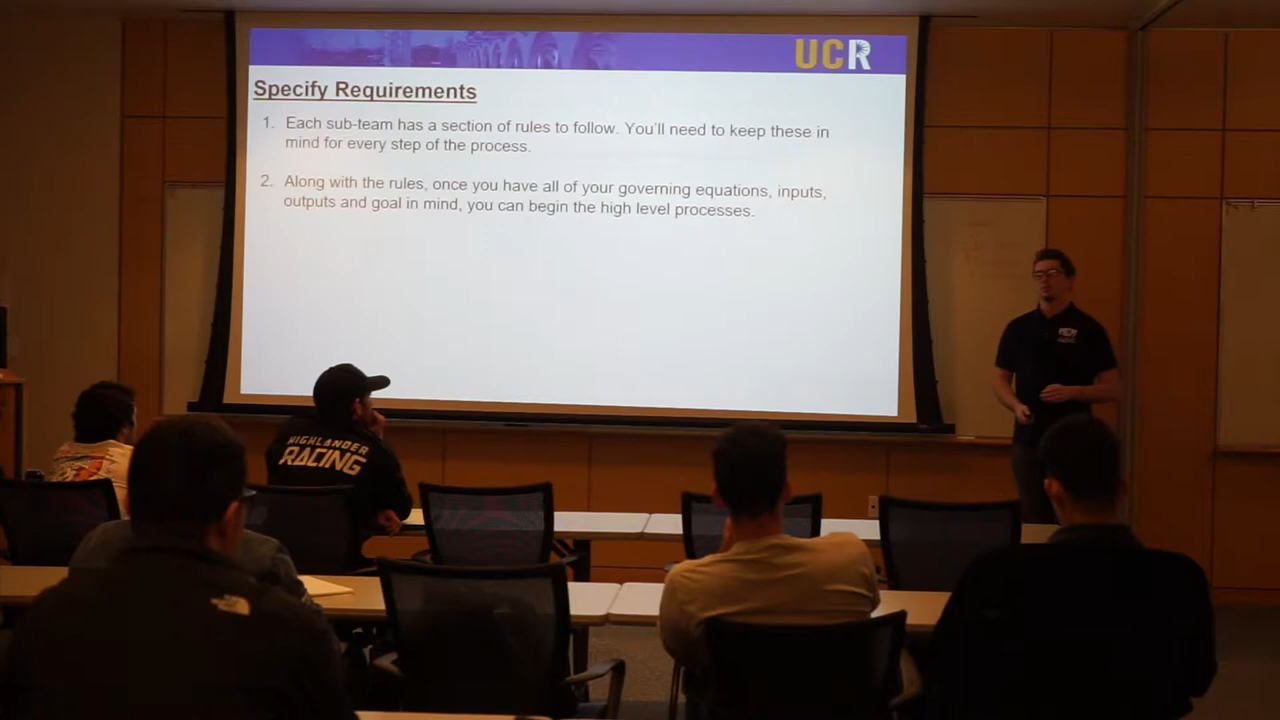 UCR
Specify Requirements
1. Each sub-team has a section of rules to follow. You'll need to keep these in
mind for every step of the process.
2. Along with the rules, once you have all of your governing equations, inputs,
outputs and goal in mind, you can begin the high level processes.
HIGHLANDER
RACING